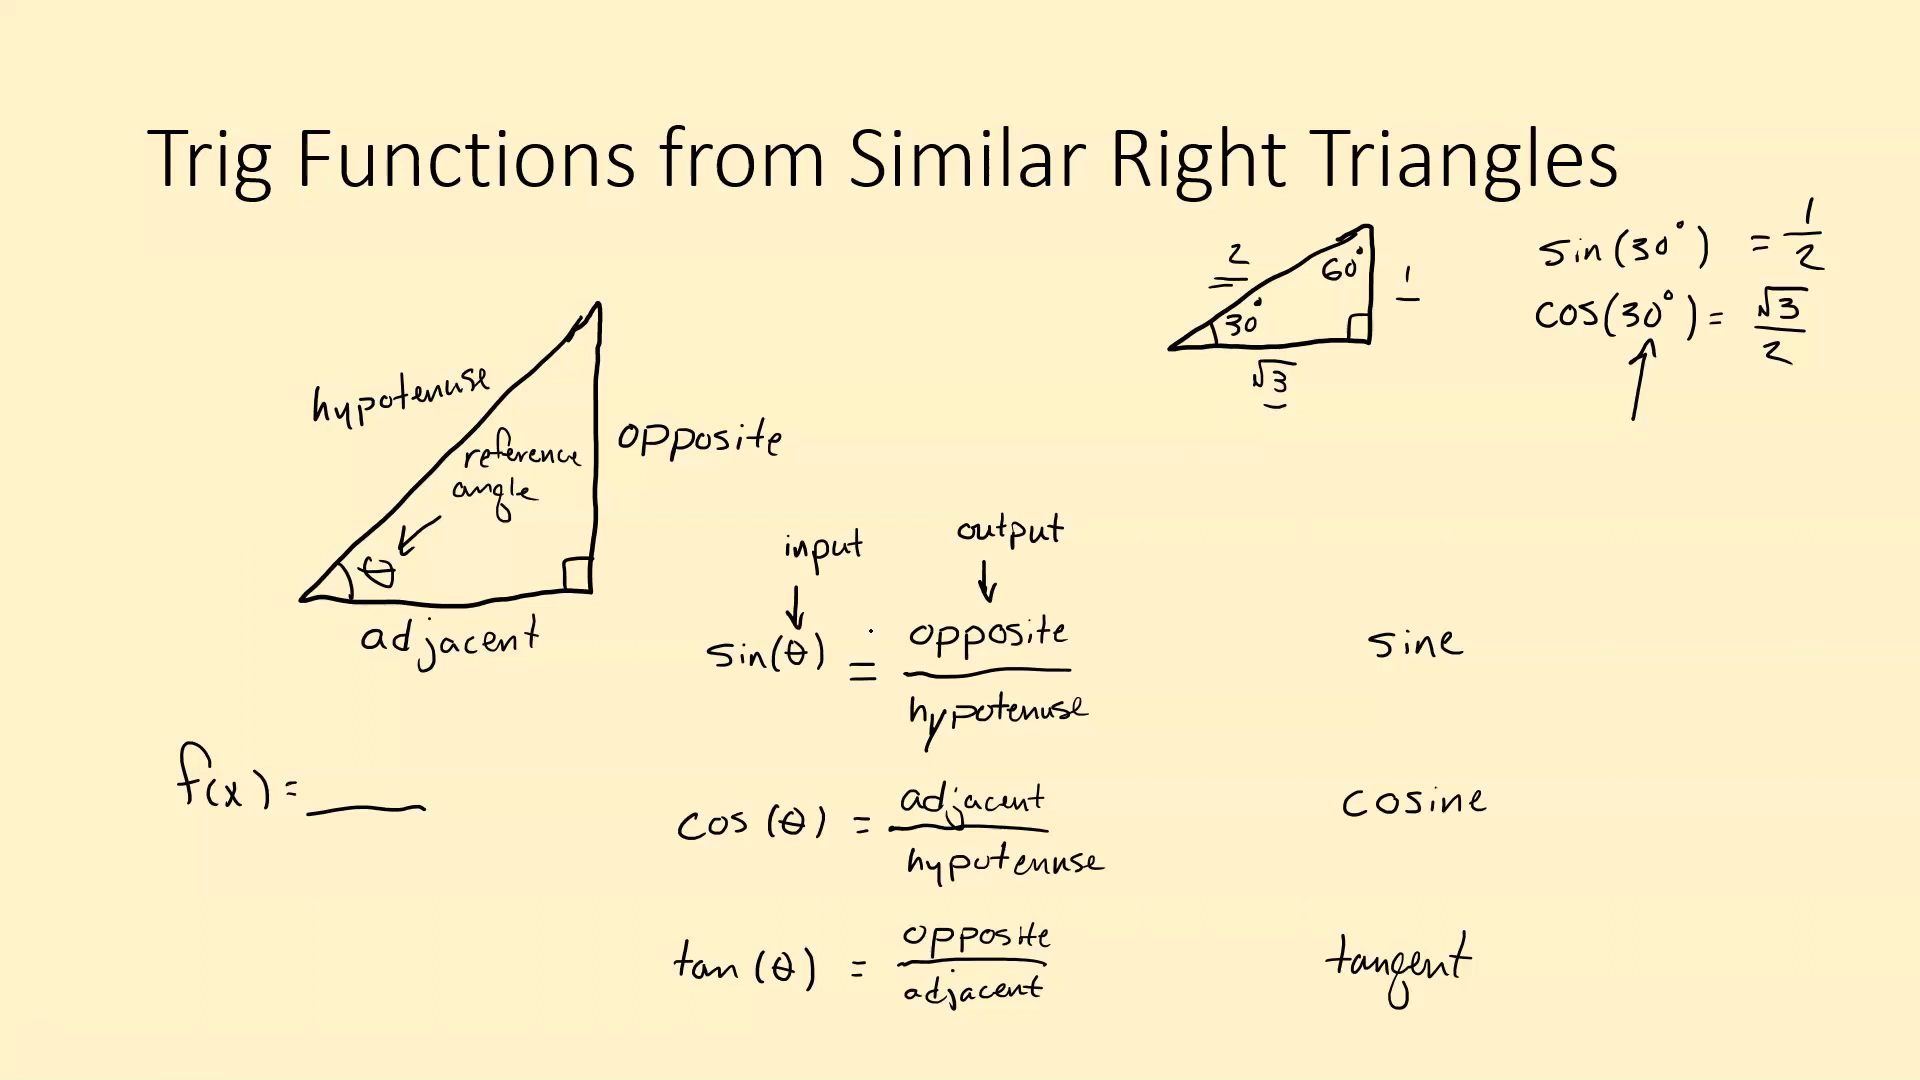 Trig Functions from Similar Right Triangles
2
60°
1
30°
√3
sin(30°) = 1/2
cos(30°) = √3/2
hypotenuse
opposite
reference
angle
θ
adjacent
input
output
sin(θ) = opposite/hypotenuse
sine
f(x) = ____
cos(θ) = adjacent/hypotenuse
cosine
tan(θ) = opposite/adjacent
tangent